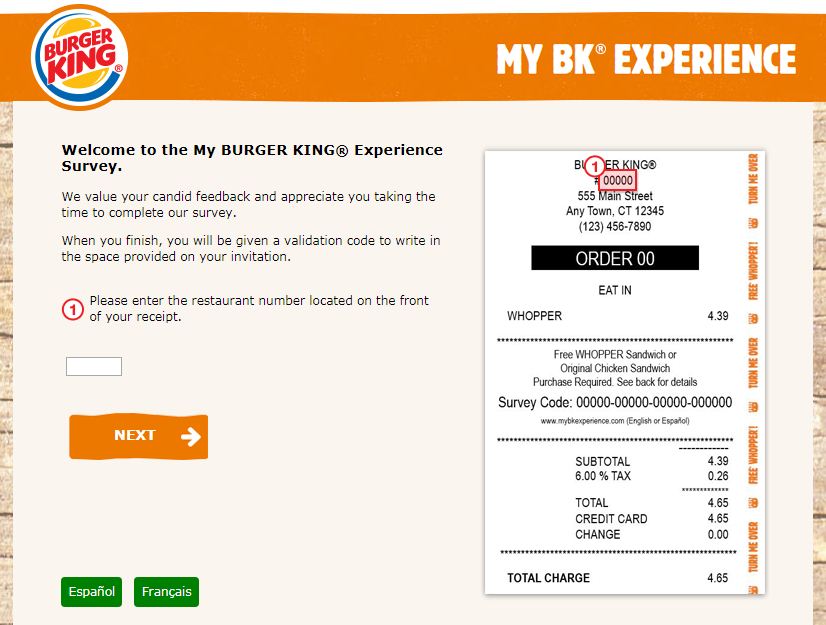 BURGER
KING®
MY BK® EXPERIENCE
Welcome to the My BURGER KING® Experience
Survey.
We value your candid feedback and appreciate you taking the
time to complete our survey.
When you finish, you will be given a validation code to write in
the space provided on your invitation.
1 Please enter the restaurant number located on the front
of your receipt.
NEXT
Español
Français
1
BURGER KING®
# 00000
555 Main Street
Any Town, CT 12345
(123) 456-7890
ORDER 00
EAT IN
WHOPPER 4.39
************************************************************
Free WHOPPER Sandwich or
Original Chicken Sandwich
Purchase Required. See back for details
Survey Code: 00000-00000-00000-000000
www.mybkexperience.com (English or Español)
************************************************************
------------
SUBTOTAL 4.39
6.00 % TAX 0.26
************
TOTAL 4.65
CREDIT CARD 4.65
CHANGE 0.00
************************************************************
TOTAL CHARGE 4.65
TURN ME OVER
FREE WHOPPER!
TURN ME OVER
FREE WHOPPER!
TURN ME OVER